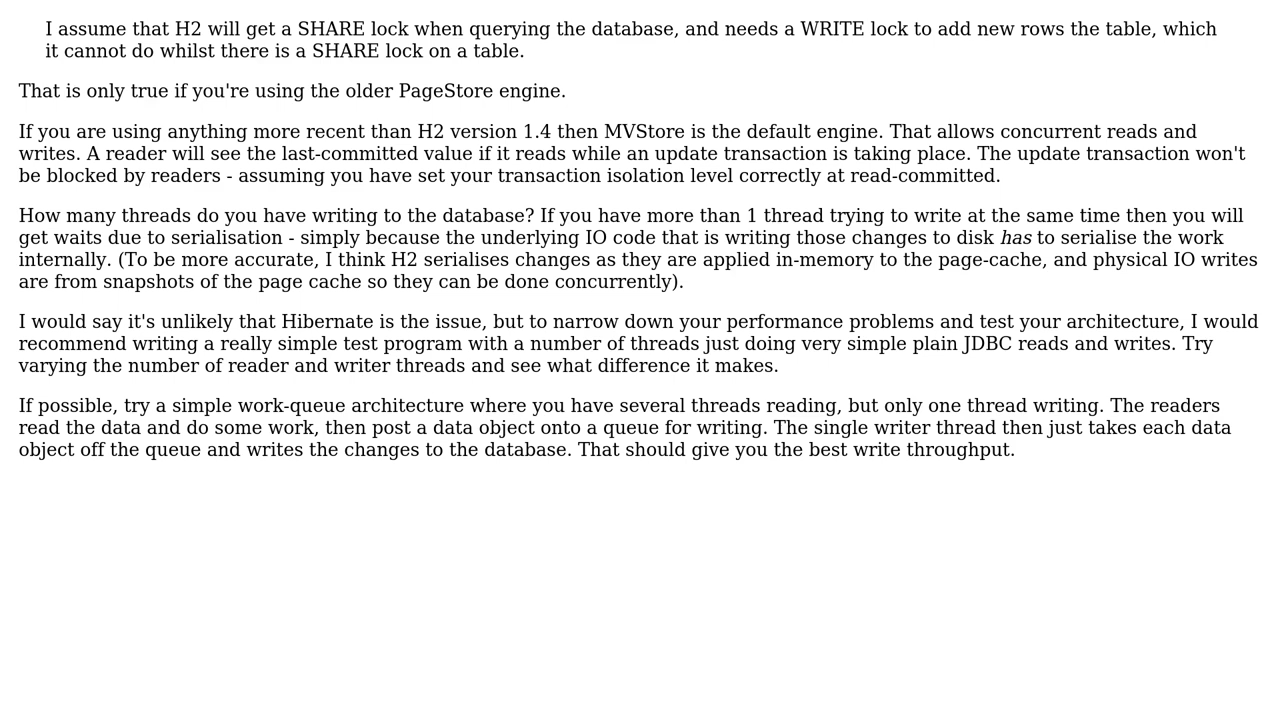 I assume that H2 will get a SHARE lock when querying the database, and needs a WRITE lock to add new rows the table, which
it cannot do whilst there is a SHARE lock on a table.
That is only true if you're using the older PageStore engine.
If you are using anything more recent than H2 version 1.4 then MVStore is the default engine. That allows concurrent reads and
writes. A reader will see the last-committed value if it reads while an update transaction is taking place. The update transaction won't
be blocked by readers - assuming you have set your transaction isolation level correctly at read-committed.
How many threads do you have writing to the database? If you have more than 1 thread trying to write at the same time then you will
get waits due to serialisation - simply because the underlying IO code that is writing those changes to disk has to serialise the work
internally. (To be more accurate, I think H2 serialises changes as they are applied in-memory to the page-cache, and physical IO writes
are from snapshots of the page cache so they can be done concurrently).
I would say it's unlikely that Hibernate is the issue, but to narrow down your performance problems and test your architecture, I would
recommend writing a really simple test program with a number of threads just doing very simple plain JDBC reads and writes. Try
varying the number of reader and writer threads and see what difference it makes.
If possible, try a simple work-queue architecture where you have several threads reading, but only one thread writing. The readers
read the data and do some work, then post a data object onto a queue for writing. The single writer thread then just takes each data
object off the queue and writes the changes to the database. That should give you the best write throughput.